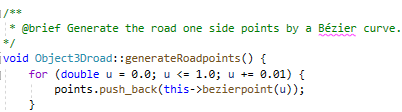 /**
 * @brief Generate the road one side points by a Bézier curve.
*/
void Object3Droad::generateRoadpoints() {
    for (double u = 0.0; u <= 1.0; u += 0.01) {
        points.push_back(this->bezierpoint(u));
    }